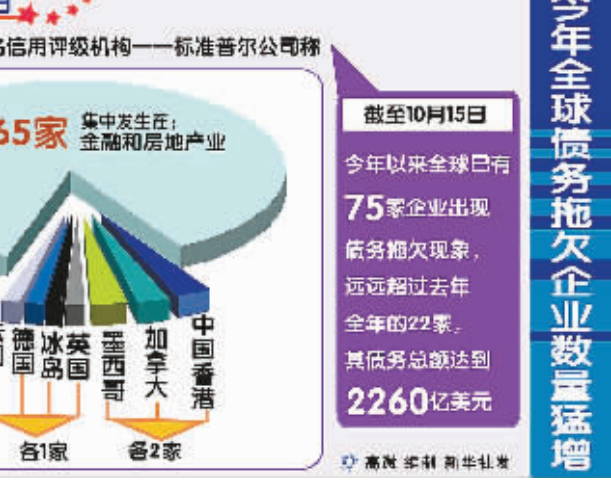 信用评级机构——标准普尔公司称
65家 集中发生在；
金融和房地产业
德国
冰岛
英国
墨西哥
加拿大
中国香港
各1家
各2家
截至10月15日
今年以来全球已有
75家企业出现
债务拖欠现象，
远远超过去年
全年的22家，
其债务总额达到
2260亿美元
年全球债务拖欠企业数量猛增
编制 新华社发